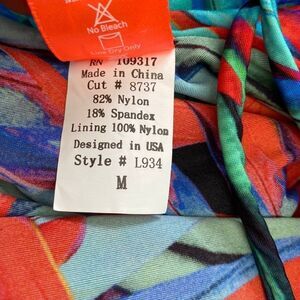 No Bleach
Line Dry Only
RN 109317
Made in China
Cut # 8737
82% Nylon
18% Spandex
Lining 100% Nylon
Designed in USA
Style # L934
M